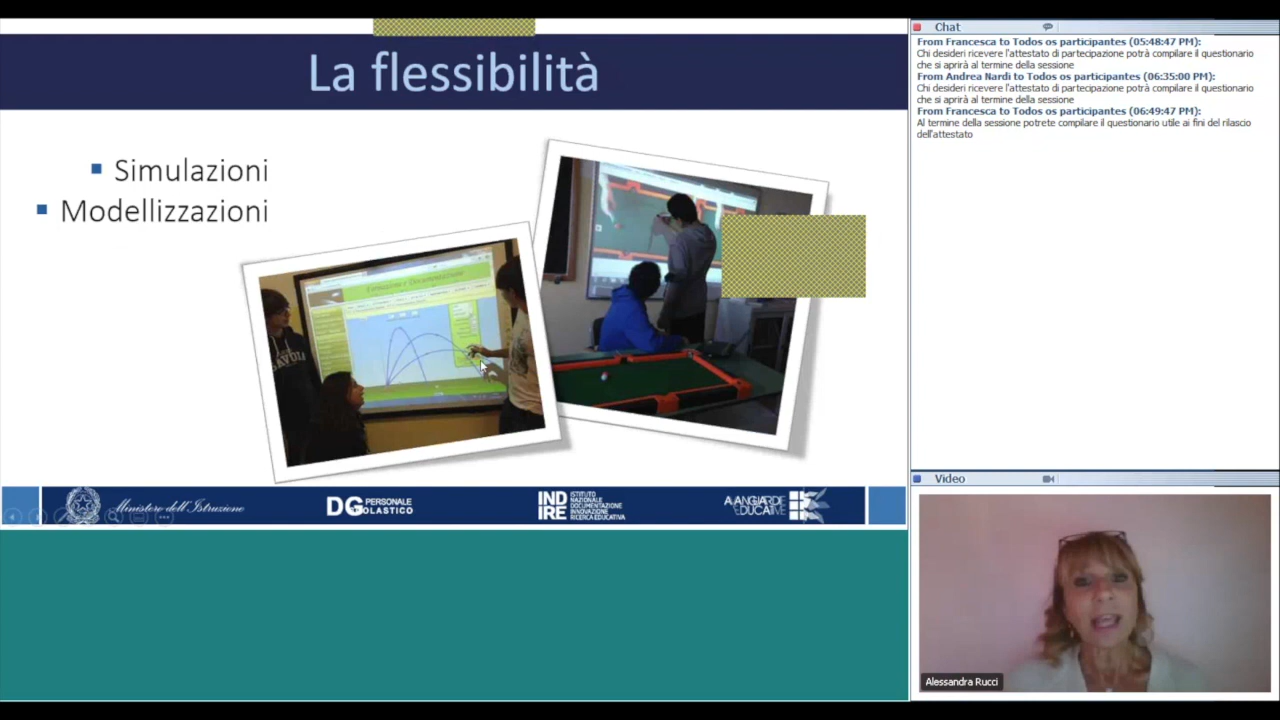 La flessibilità
Simulazioni
Modellizzazioni
Formazione e Documentazione
SAVOI
Ministero dell'Istruzione
DG PERSONALE
SCOLASTICO
INDIRE
ISTITUTO
NAZIONALE
DOCUMENTAZIONE
INNOVAZIONE
RICERCA EDUCATIVA
AVANGUARDIE
EDUCATIVE
Chat
From Francesca to Todos os participantes (05:48:47 PM):
Chi desideri ricevere l'attestato di partecipazione potrà compilare il questionario
che si aprirà al termine della sessione
From Andrea Nardi to Todos os participantes (06:35:00 PM):
Chi desideri ricevere l'attestato di partecipazione potrà compilare il questionario
che si aprirà al termine della sessione
From Francesca to Todos os participantes (06:49:47 PM):
Al termine della sessione potrete compilare il questionario utile ai fini del rilascio
dell'attestato
Video
Alessandra Rucci